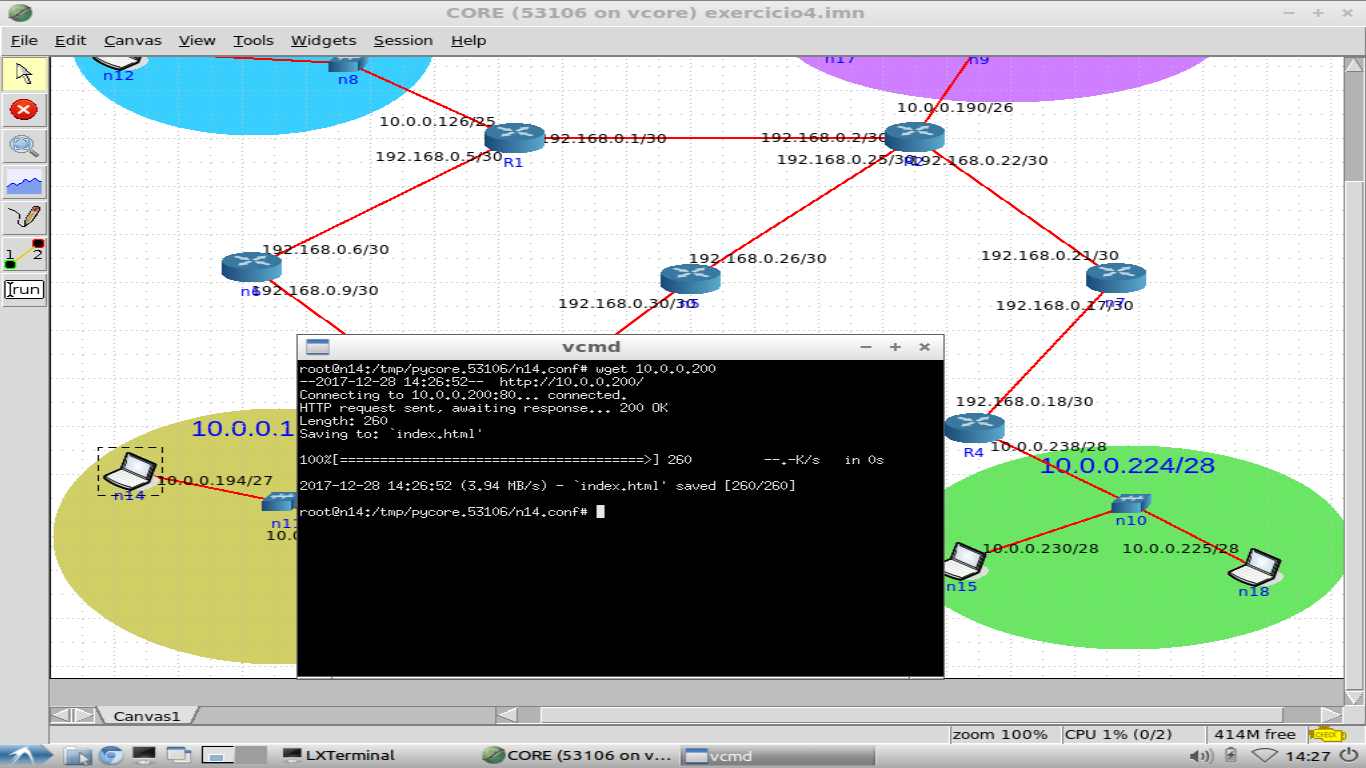 CORE (53106 on vcore) exercicio4.imn
File Edit Canvas View Tools Widgets Session Help
n12
n8
n17
n9
10.0.0.190/26
10.0.0.126/25
192.168.0.1/30
192.168.0.2/30
R1
192.168.0.5/30
192.168.0.25/30
R2
192.168.0.22/30
192.168.0.6/30
192.168.0.26/30
192.168.0.21/30
1 2
run
n6
192.168.0.9/30
192.168.0.30/30
n5
192.168.0.17/30
n7
vcmd
root@n14:/tmp/pycore.53106/n14.conf# wget 10.0.0.200
--2017-12-28 14:26:52-- http://10.0.0.200/
Connecting to 10.0.0.200:80... connected.
HTTP request sent, awaiting response... 200 OK
Length: 260
Saving to: `index.html'
100%[======================================>] 260 --.-K/s in 0s
2017-12-28 14:26:52 (3.94 MB/s) - `index.html' saved [260/260]
root@n14:/tmp/pycore.53106/n14.conf#
10.0.0.1
10.0.0.194/27
n14
n11
10.0
192.168.0.18/30
R4
10.0.0.238/28
10.0.0.224/28
n10
10.0.0.230/28
10.0.0.225/28
n15
n18
Canvas1
zoom 100% CPU 1% (0/2) 414M free CHECK
LXTerminal CORE (53106 on v... vcmd 14:27